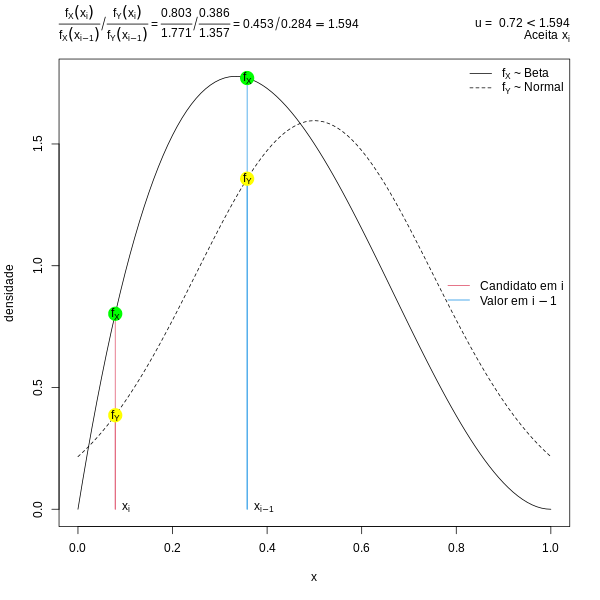 fX(xi) / fX(xi−1) / fY(xi) / fY(xi−1) = 0.803/1.771 / 0.386/1.357 = 0.453/0.284 = 1.594
u = 0.72 < 1.594
Aceita xi
fX ~ Beta
fY ~ Normal
fX
fY
Candidato em i
Valor em i − 1
fX
fY
xi
xi−1
densidade
0.0
0.5
1.0
1.5
0.0 0.2 0.4 0.6 0.8 1.0
x